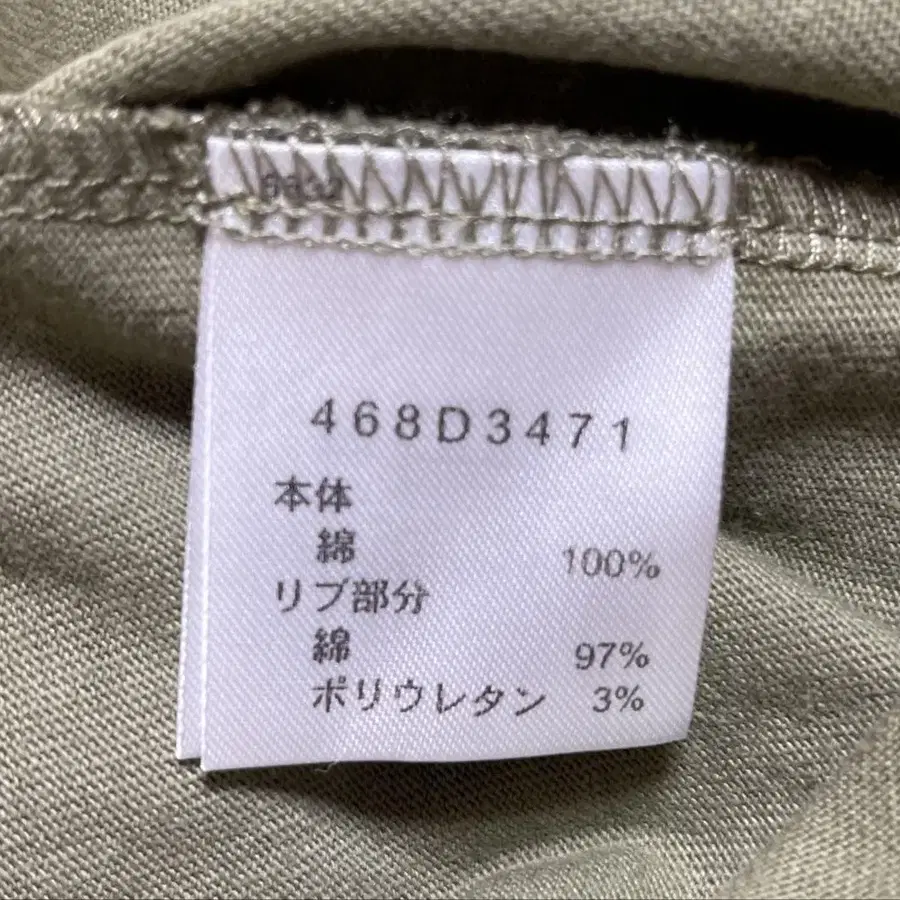 468D3471
本体
綿 100%
リブ部分
綿 97%
ポリウレタン 3%